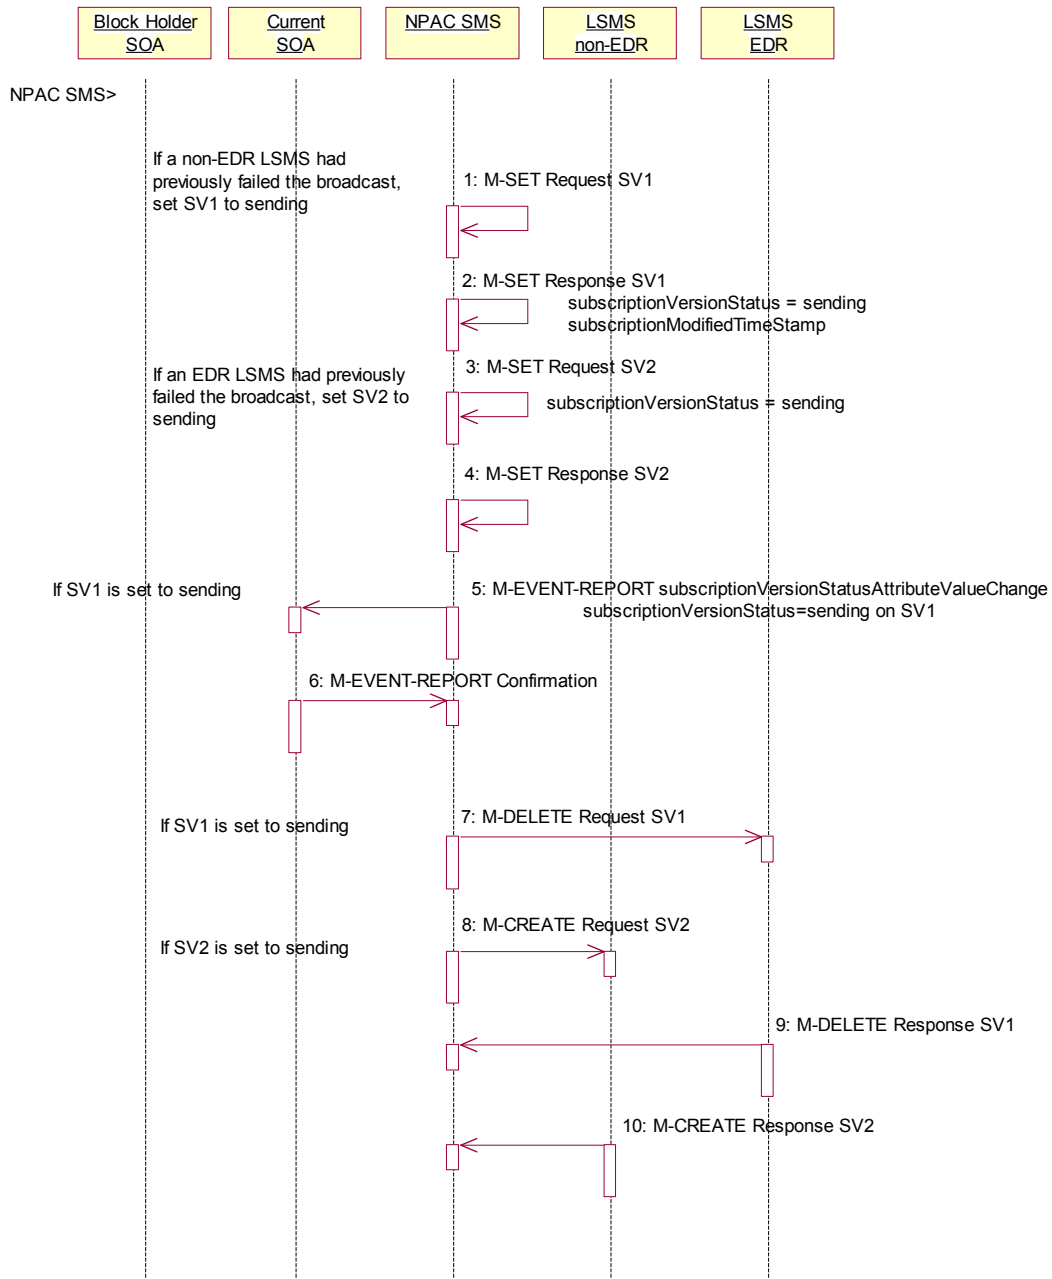 Block Holder
SOA
Current
SOA
NPAC SMS
LSMS
non-EDR
LSMS
EDR
NPAC SMS>
If a non-EDR LSMS had
previously failed the broadcast,
set SV1 to sending
1: M-SET Request SV1
2: M-SET Response SV1
subscriptionVersionStatus = sending
subscriptionModifiedTimeStamp
3: M-SET Request SV2
If an EDR LSMS had previously
failed the broadcast, set SV2 to
sending
subscriptionVersionStatus = sending
4: M-SET Response SV2
If SV1 is set to sending
5: M-EVENT-REPORT subscriptionVersionStatusAttributeValueChange
subscriptionVersionStatus=sending on SV1
6: M-EVENT-REPORT Confirmation
If SV1 is set to sending
7: M-DELETE Request SV1
8: M-CREATE Request SV2
If SV2 is set to sending
9: M-DELETE Response SV1
10: M-CREATE Response SV2